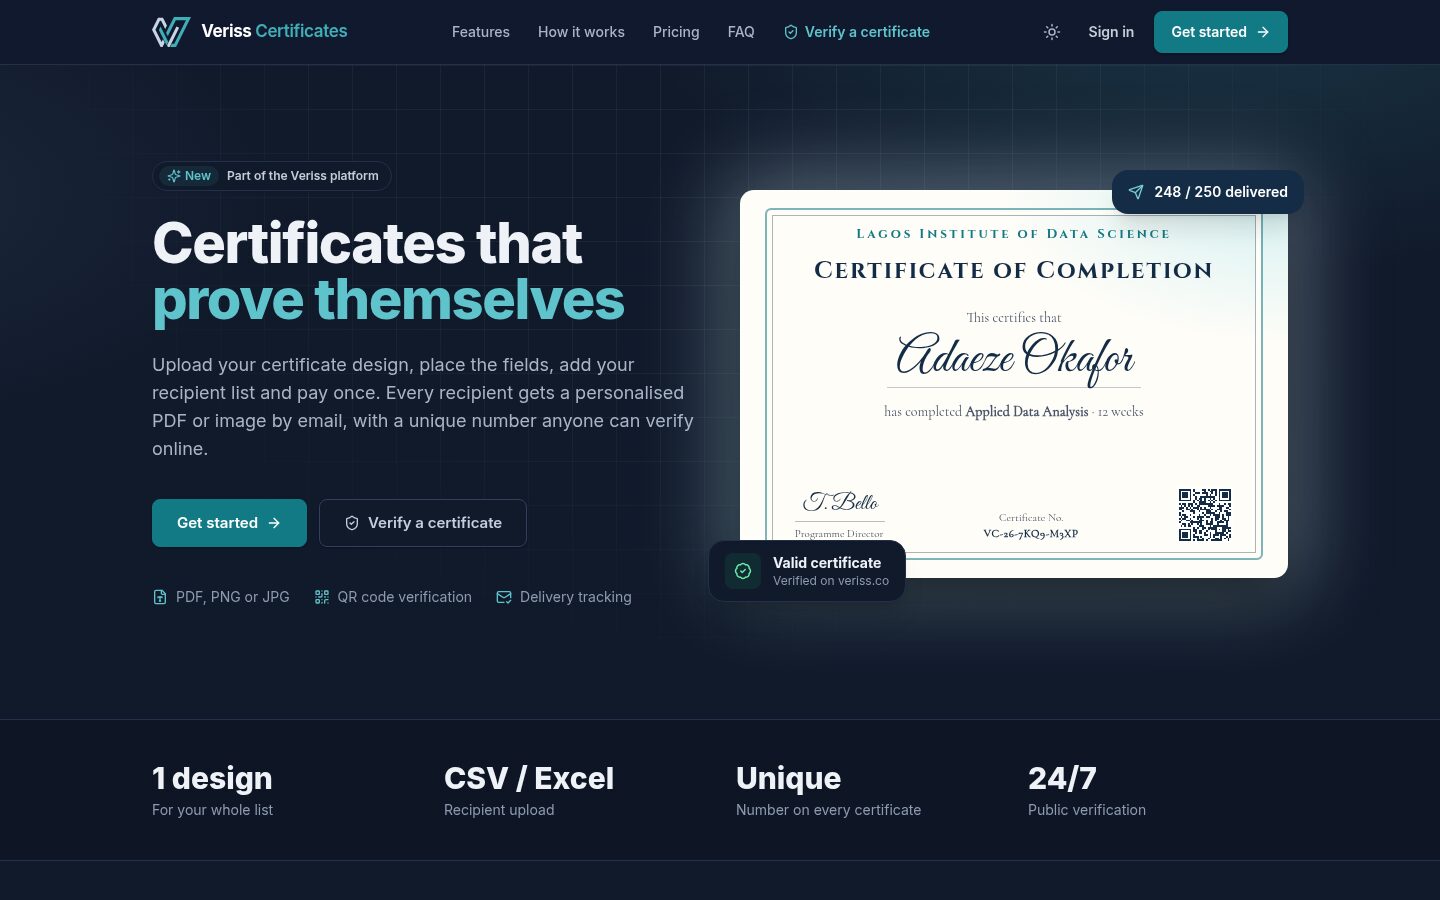 Veriss Certificates
Features
How it works
Pricing
FAQ
Verify a certificate
Sign in
Get started
New
Part of the Veriss platform
Certificates that
prove themselves
Upload your certificate design, place the fields, add your
recipient list and pay once. Every recipient gets a personalised
PDF or image by email, with a unique number anyone can verify
online.
Get started
Verify a certificate
PDF, PNG or JPG
QR code verification
Delivery tracking
248 / 250 delivered
Lagos Institute of Data Science
Certificate of Completion
This certifies that
Adaeze Okafor
has completed Applied Data Analysis · 12 weeks
T. Bello
Programme Director
Certificate No.
VC-26-7KQ9-M3XP
Valid certificate
Verified on veriss.co
1 design
For your whole list
CSV / Excel
Recipient upload
Unique
Number on every certificate
24/7
Public verification